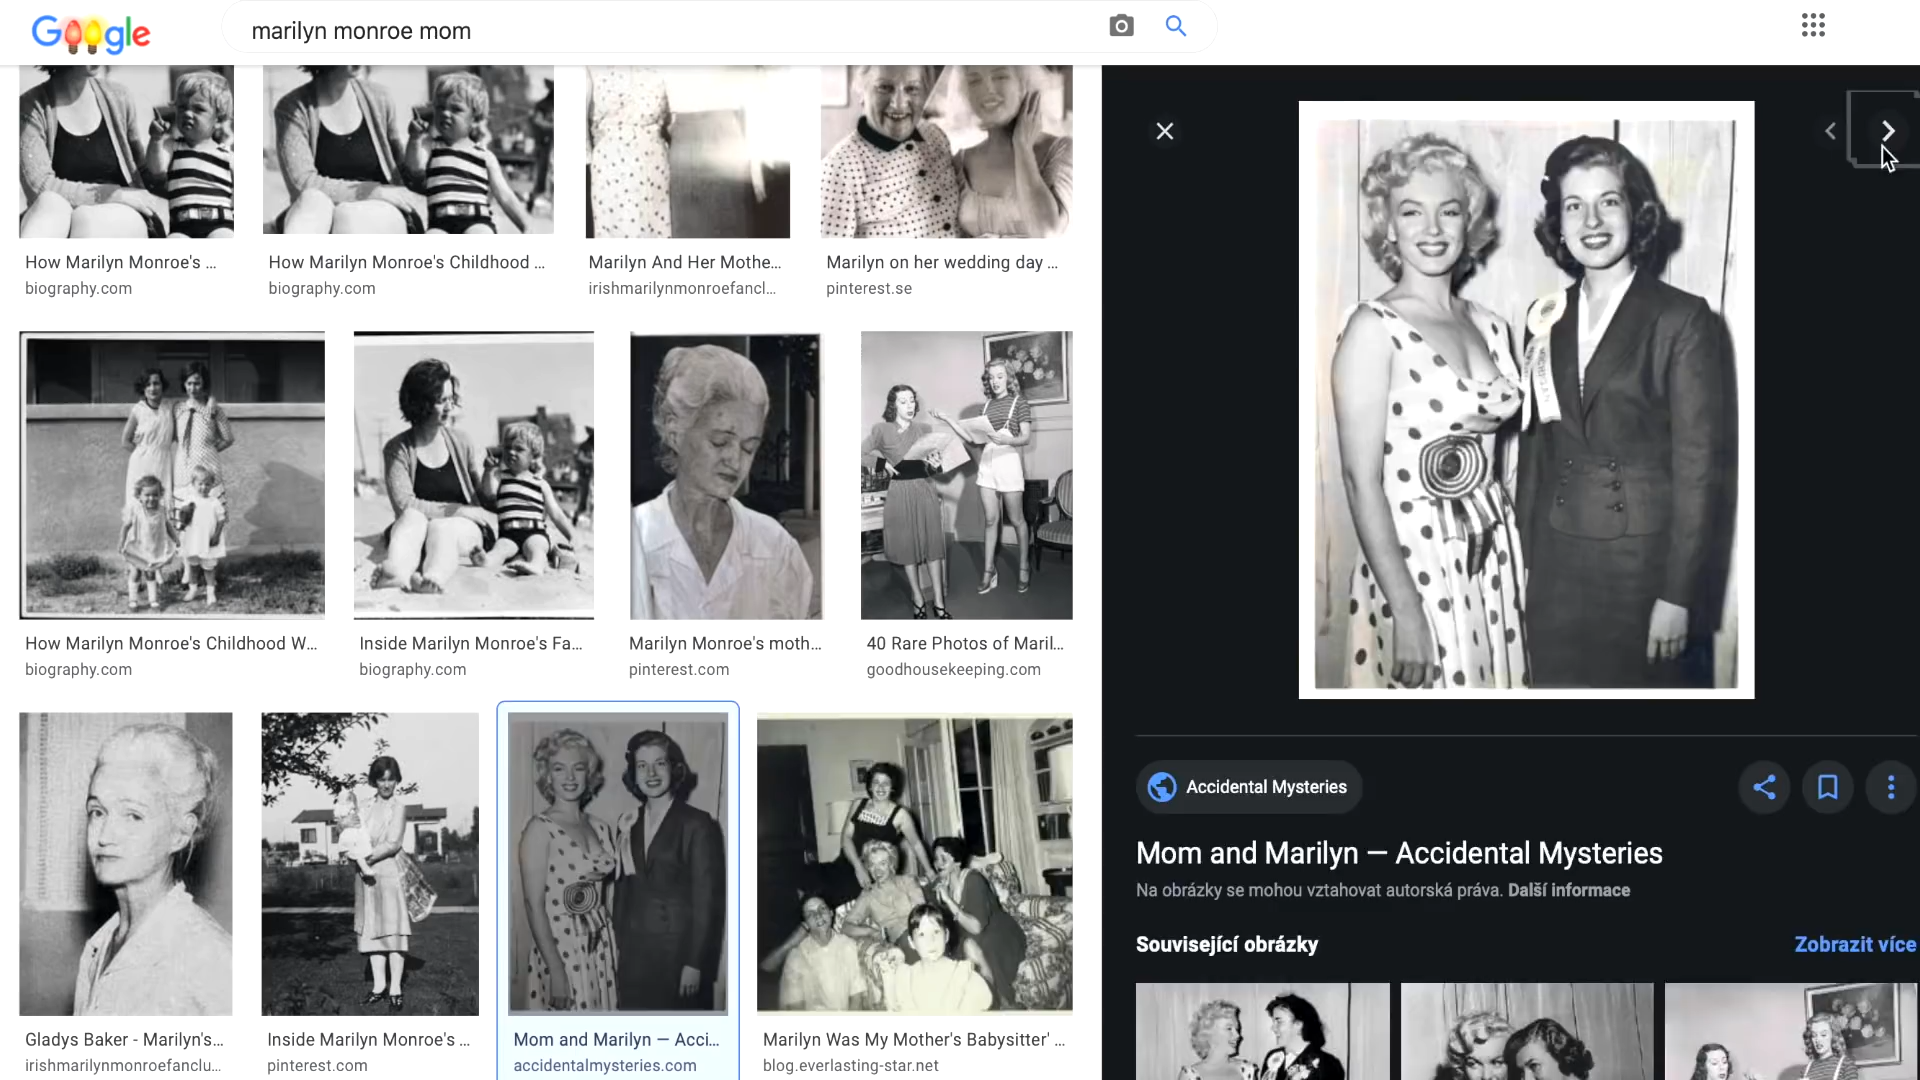 Google
marilyn monroe mom
How Marilyn Monroe's ...
biography.com
How Marilyn Monroe's Childhood ...
biography.com
Marilyn And Her Mothe...
irishmarilynmonroefancl...
Marilyn on her wedding day ...
pinterest.se
How Marilyn Monroe's Childhood W...
biography.com
Inside Marilyn Monroe's Fa...
biography.com
Marilyn Monroe's moth...
pinterest.com
40 Rare Photos of Maril...
goodhousekeeping.com
Gladys Baker - Marilyn's...
irishmarilynmonroefanclu...
Inside Marilyn Monroe's ...
pinterest.com
Mom and Marilyn — Acci...
accidentalmysteries.com
Marilyn Was My Mother's Babysitter' ...
blog.everlasting-star.net
Accidental Mysteries
Mom and Marilyn — Accidental Mysteries
Na obrázky se mohou vztahovat autorská práva. Další informace
Související obrázky
Zobrazit více